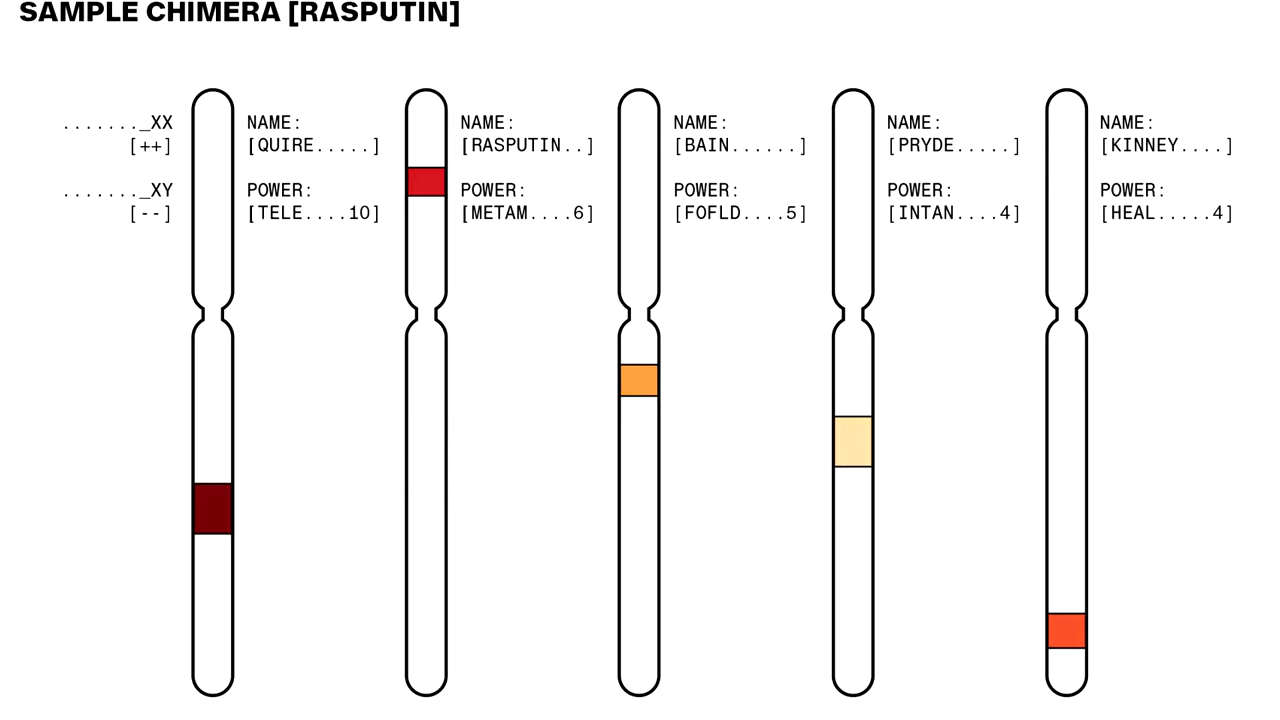 SAMPLE CHIMERA [RASPUTIN]
......._XX
[++]
......._XY
[--]
NAME:
[QUIRE.....]
POWER:
[TELE....10]
NAME:
[RASPUTIN..]
POWER:
[METAM....6]
NAME:
[BAIN......]
POWER:
[FOFLD....5]
NAME:
[PRYDE.....]
POWER:
[INTAN....4]
NAME:
[KINNEY....]
POWER:
[HEAL.....4]